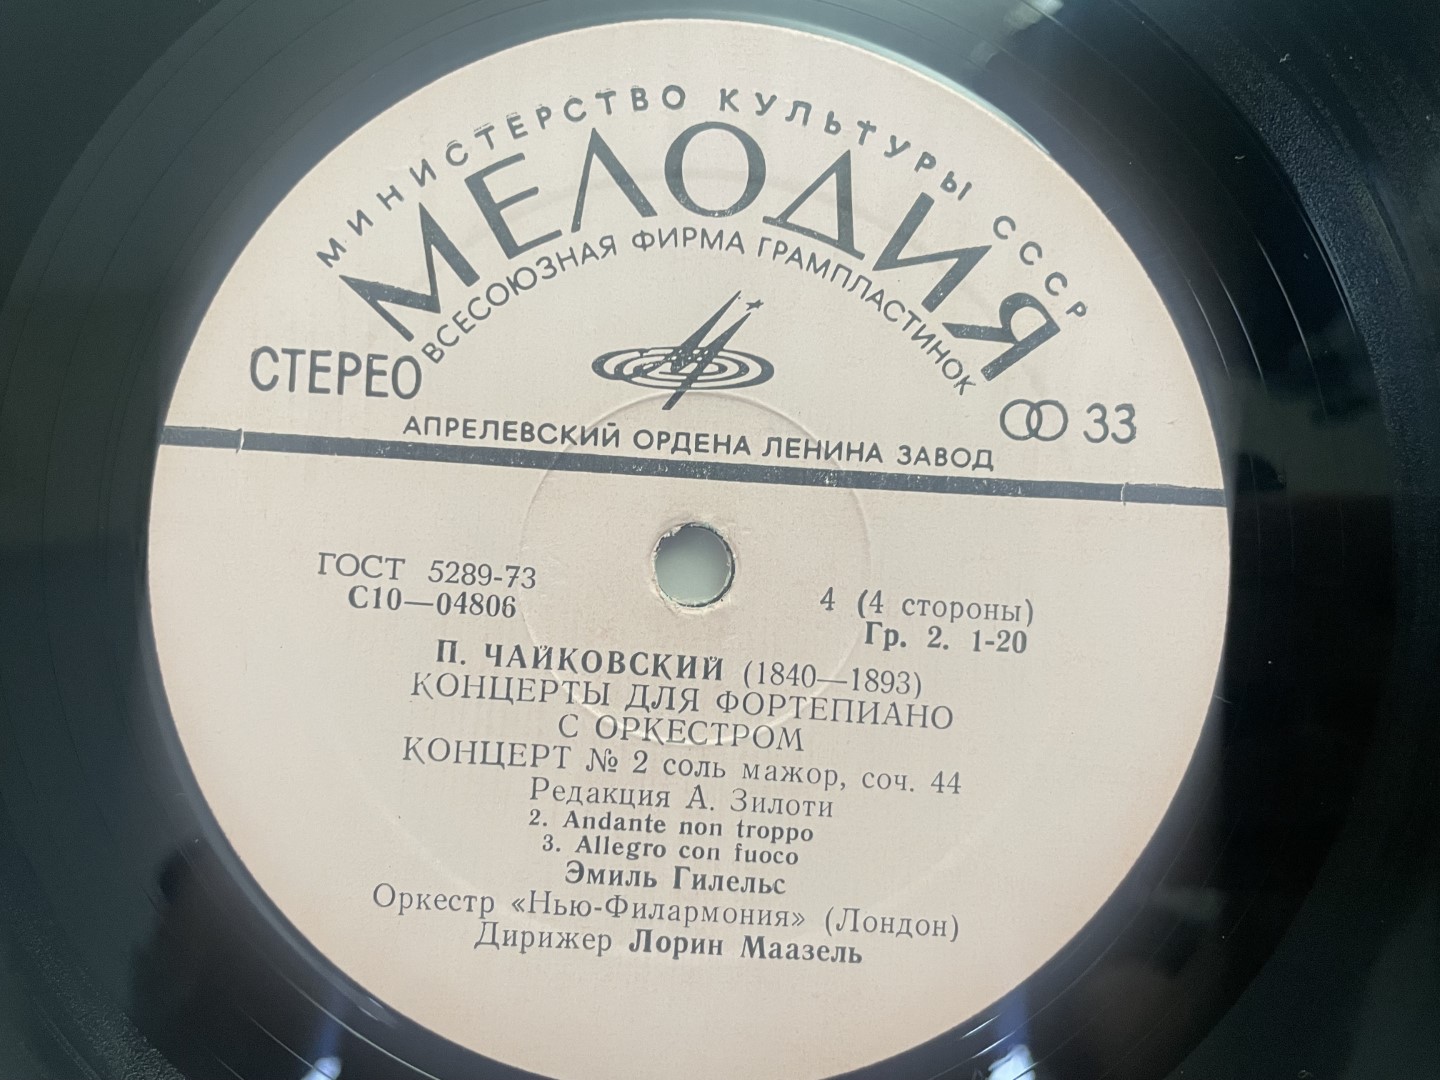 МИНИСТЕРСТВО КУЛЬТУРЫ СССР
МЕЛОДИЯ
ВСЕСОЮЗНАЯ ФИРМА ГРАМПЛАСТИНОК
СТЕРЕО
33
АПРЕЛЕВСКИЙ ОРДЕНА ЛЕНИНА ЗАВОД
ГОСТ 5289-73
С10—04806
4 (4 стороны)
Гр. 2. 1-20
П. ЧАЙКОВСКИЙ (1840—1893)
КОНЦЕРТЫ ДЛЯ ФОРТЕПИАНО
С ОРКЕСТРОМ
КОНЦЕРТ № 2 соль мажор, соч. 44
Редакция А. Зилоти
2. Andante non troppo
3. Allegro con fuoco
Эмиль Гилельс
Оркестр «Нью-Филармония» (Лондон)
Дирижер Лорин Маазель